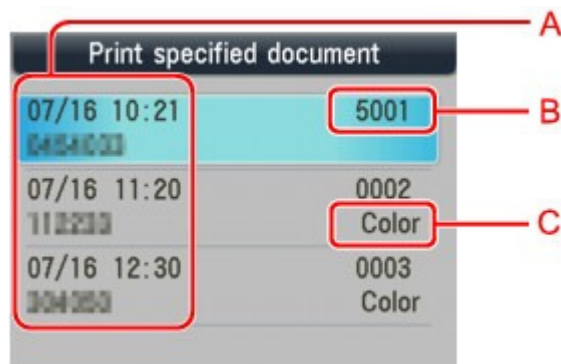 Print specified document
A
07/16 10:21 5001
B
07/16 11:20 0002
Color
C
07/16 12:30 0003
Color